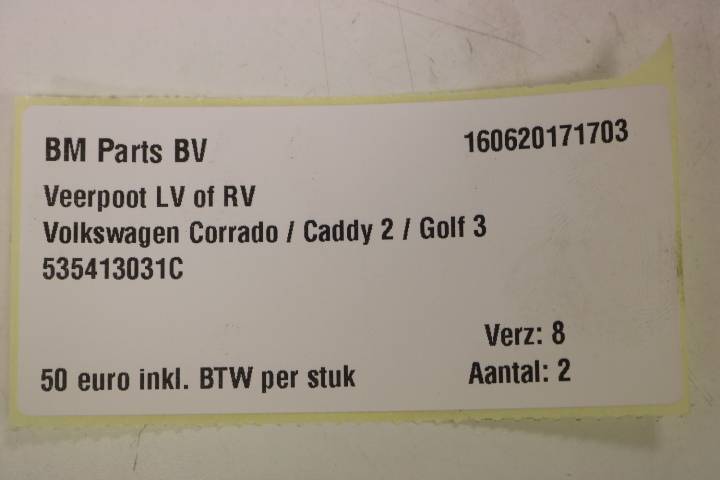 BM Parts BV
160620171703
Veerpoot LV of RV
Volkswagen Corrado / Caddy 2 / Golf 3
535413031C
Verz: 8
50 euro inkl. BTW per stuk
Aantal: 2